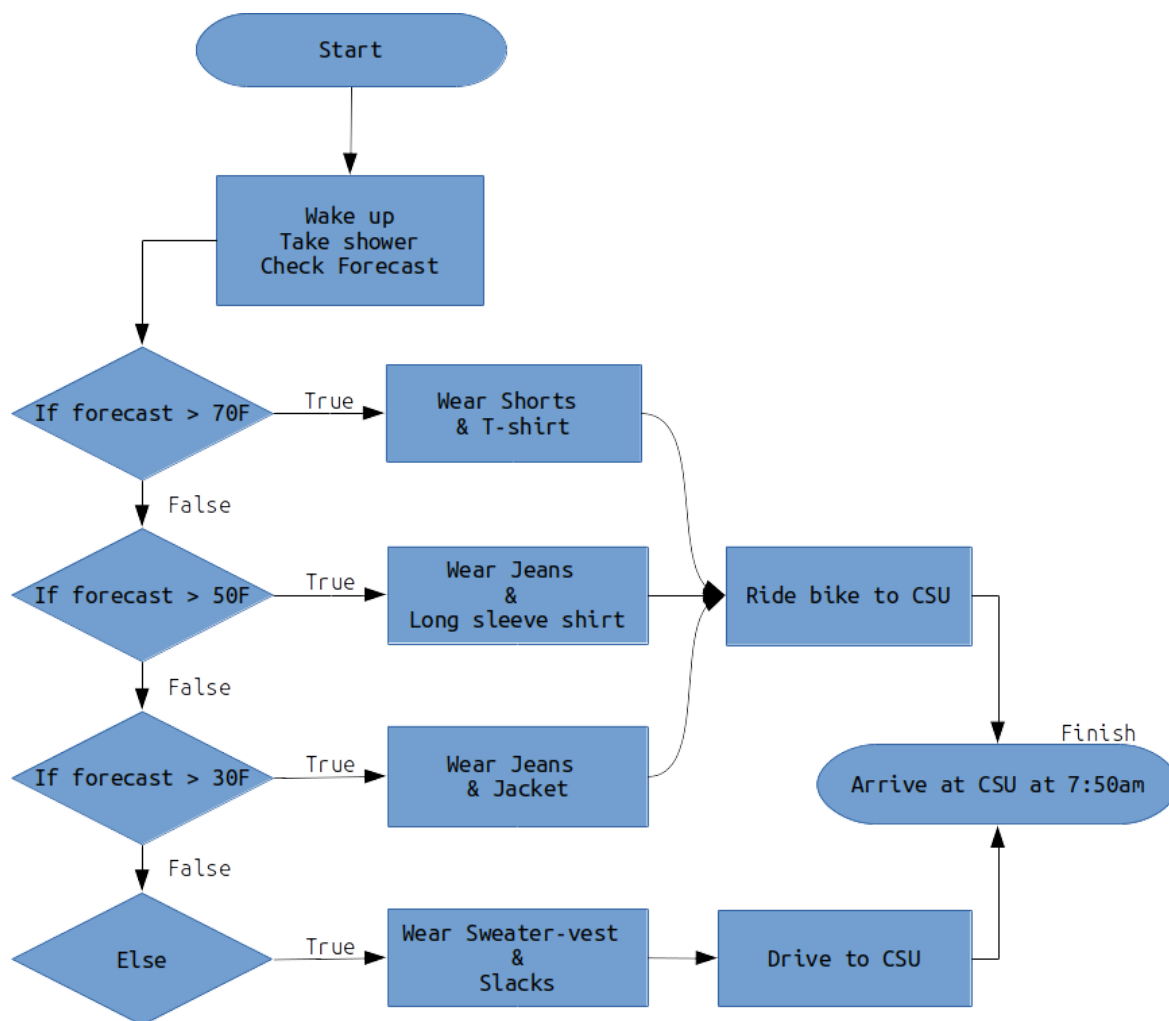 Start
Wake up
Take shower
Check Forecast
If forecast > 70F
True
Wear Shorts
& T-shirt
False
If forecast > 50F
True
Wear Jeans
&
Long sleeve shirt
Ride bike to CSU
False
If forecast > 30F
True
Wear Jeans
& Jacket
Finish
Arrive at CSU at 7:50am
False
Else
True
Wear Sweater-vest
&
Slacks
Drive to CSU